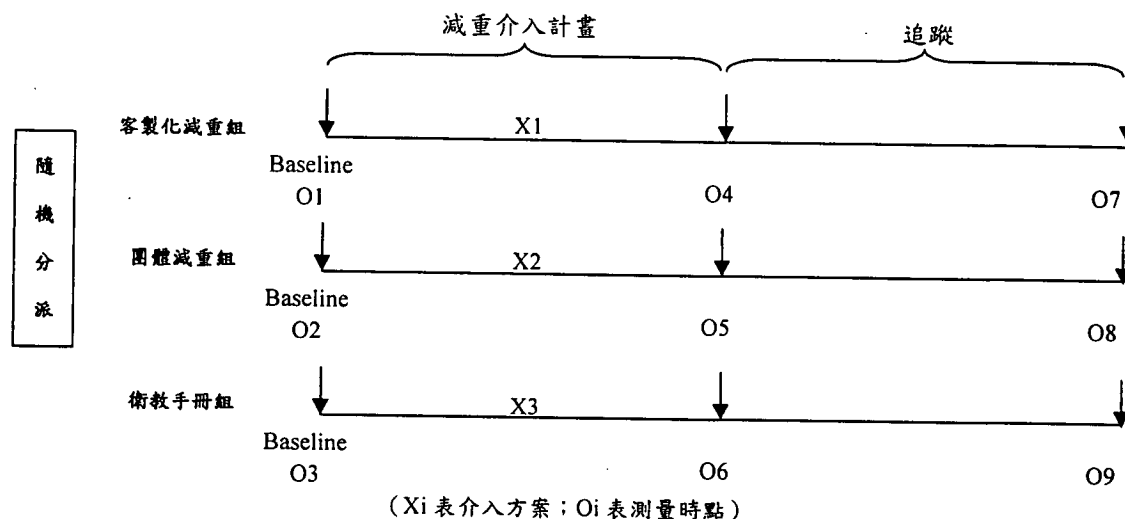 減重介入計畫
追蹤
客製化減重組
X1
Baseline
O1
O4
O7
隨
機
分
派
團體減重組
X2
Baseline
O2
O5
O8
衛教手冊組
X3
Baseline
O3
O6
O9
（Xi 表介入方案；Oi 表測量時點）